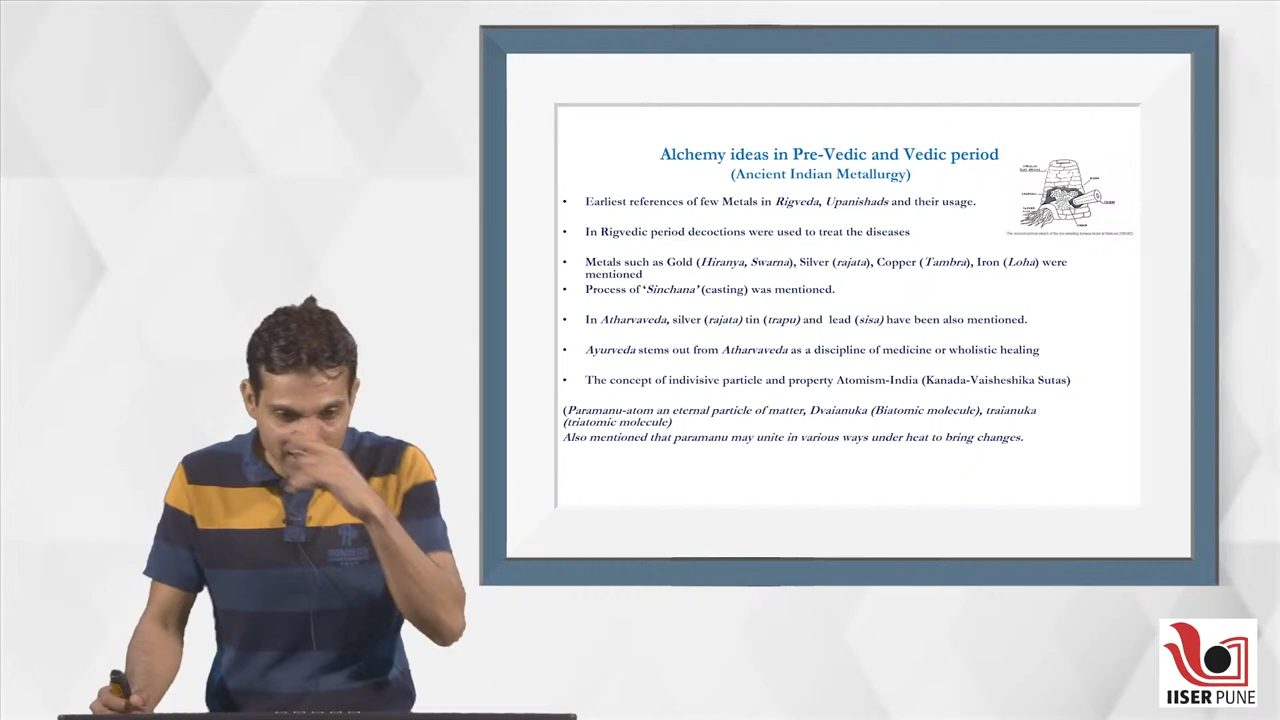 Alchemy ideas in Pre-Vedic and Vedic period
(Ancient Indian Metallurgy)
• Earliest references of few Metals in Rigveda, Upanishads and their usage.
• In Rigvedic period decoctions were used to treat the diseases
• Metals such as Gold (Hiranya, Swarna), Silver (rajata), Copper (Tambra), Iron (Loha) were
mentioned
• Process of ‘Sinchana’ (casting) was mentioned.
• In Atharvaveda, silver (rajata) tin (trapu) and lead (sisa) have been also mentioned.
• Ayurveda stems out from Atharvaveda as a discipline of medicine or wholistic healing
• The concept of indivisive particle and property Atomism-India (Kanada-Vaisheshika Sutas)
(Paramanu-atom an eternal particle of matter, Dvaianuka (Biatomic molecule), traianuka
(triatomic molecule)
Also mentioned that paramanu may unite in various ways under heat to bring changes.
IISER PUNE